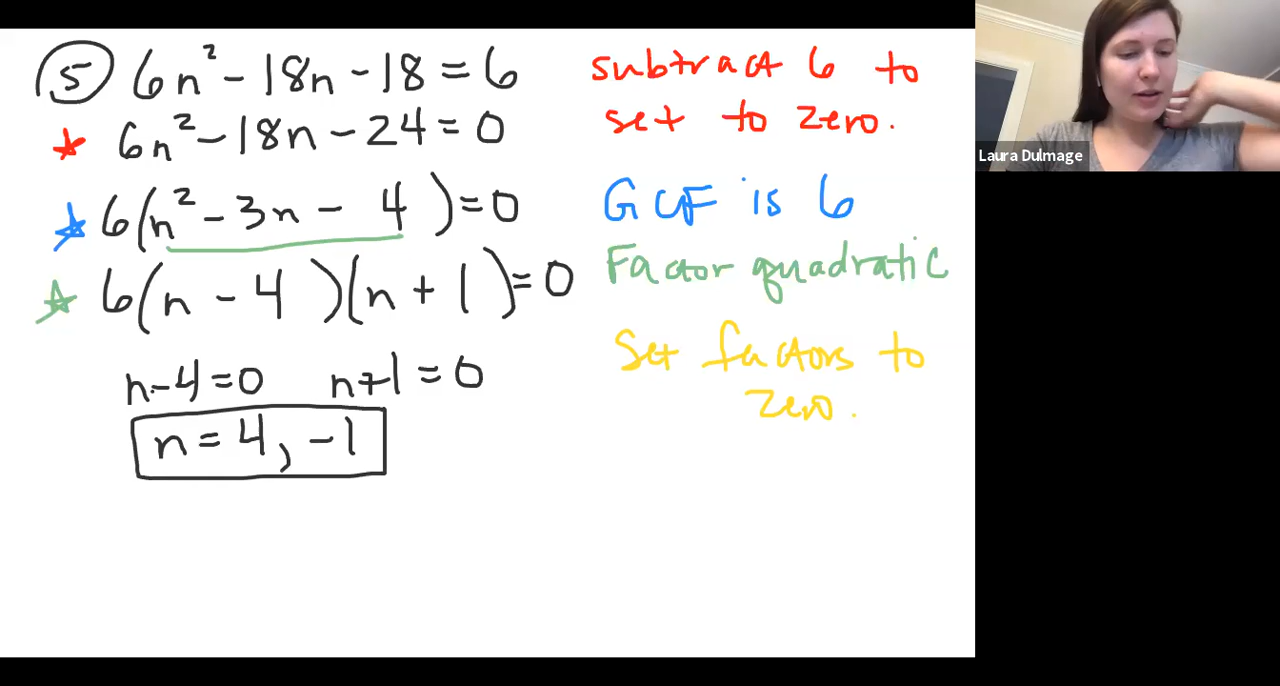 5 6n² - 18n - 18 = 6
subtract 6 to
set to zero.
6n² - 18n - 24 = 0
6(n² - 3n - 4) = 0
GCF is 6
6(n - 4)(n + 1) = 0
Factor quadratic
n - 4 = 0 n + 1 = 0
Set factors to
zero.
n = 4, -1
Laura Dulmage